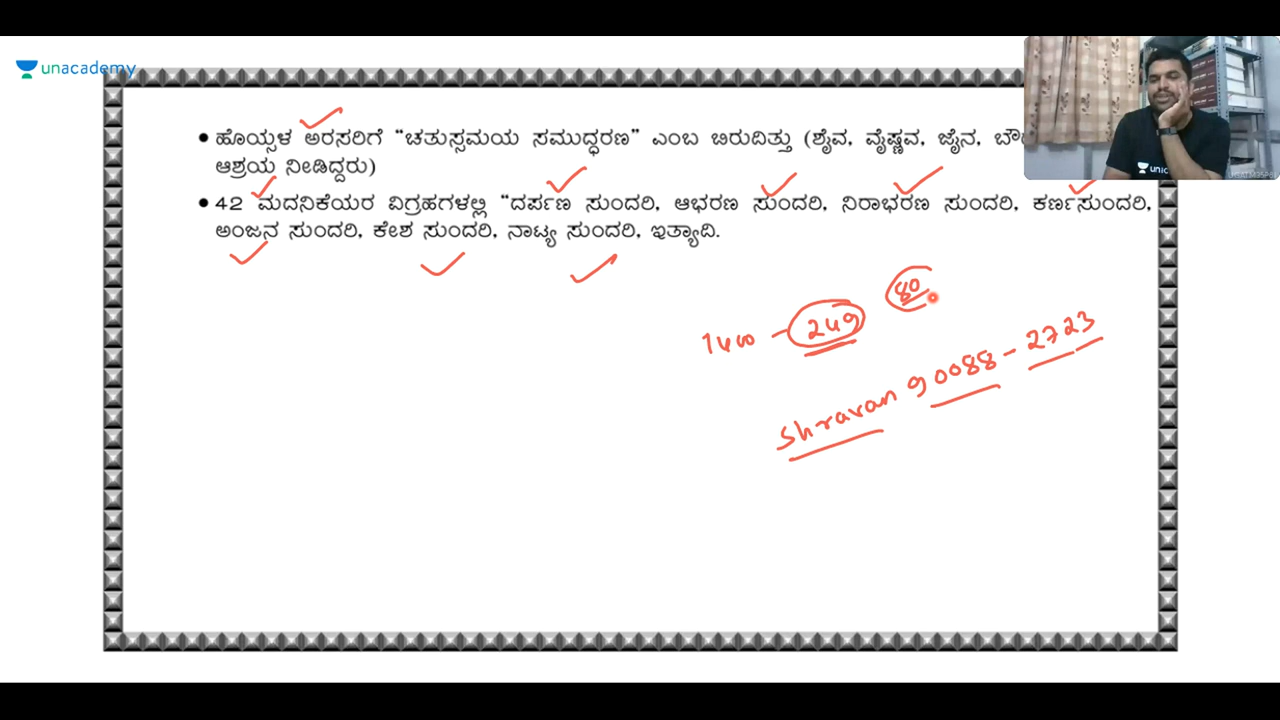 unacademy
• ಹೊಯ್ಸಳ ಅರಸರಿಗೆ “ಚತುಸ್ಸಮಯ ಸಮುದ್ಧರಣ” ಎಂಬ ಬಿರುದಿತ್ತು (ಶೈವ, ವೈಷ್ಣವ, ಜೈನ,
ಆಶ್ರಯ ನೀಡಿದ್ದರು)
• 42 ಮದನಿಕೆಯರ ವಿಗ್ರಹಗಳಲ್ಲಿ “ದರ್ಪಣ ಸುಂದರಿ, ಆಭರಣ ಸುಂದರಿ, ನಿರಾಭರಣ ಸುಂದರಿ, ಕರ್ಣಸುಂದರಿ,
ಅಂಜನ ಸುಂದರಿ, ಕೇಶ ಸುಂದರಿ, ನಾಟ್ಯ ಸುಂದರಿ, ಇತ್ಯಾದಿ.
80
1400 - 249
Shravan 90088-2723